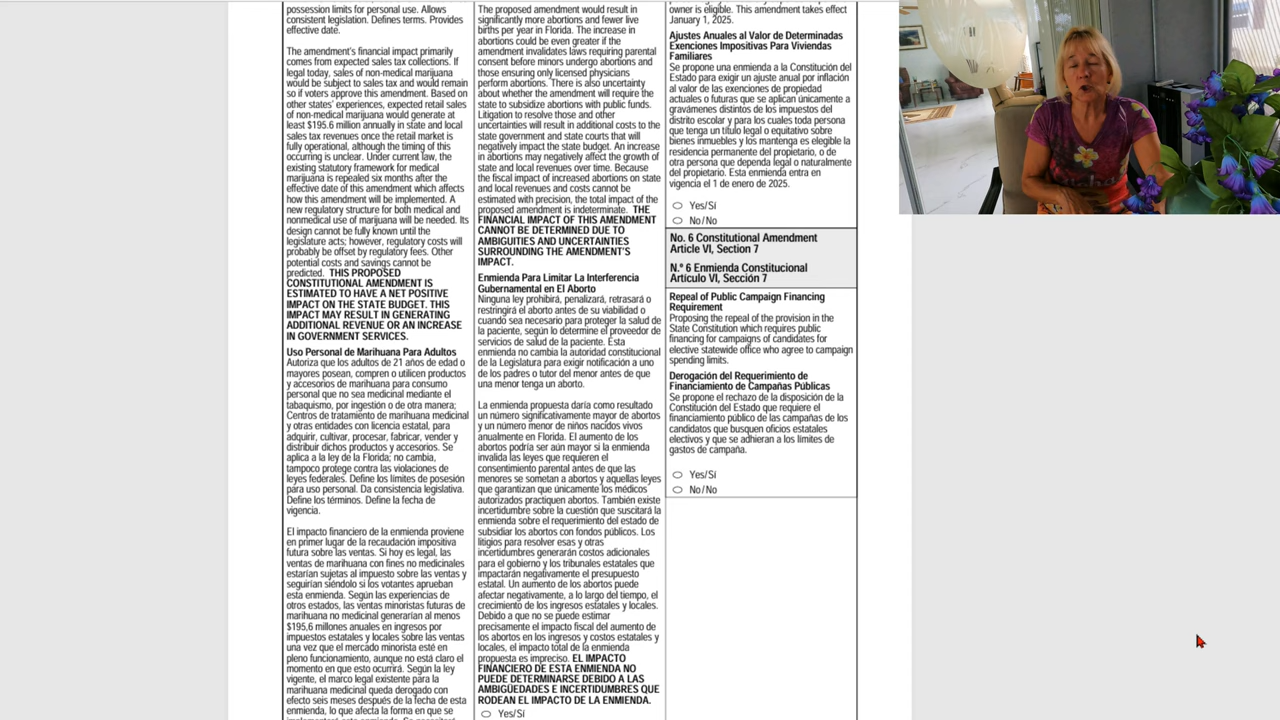 possession limits for personal use. Allows
consistent legislation. Defines terms. Provides
effective date.
The amendment's financial impact primarily
comes from expected sales tax collections. If
legal today, sales of non-medical marijuana
would be subject to sales tax and would remain
so if voters approve this amendment. Based on
other states' experiences, expected retail sales
of non-medical marijuana would generate at
least $195.6 million annually in state and local
sales tax revenues once the retail market is
fully operational, although the timing of this
occurring is unclear. Under current law, the
existing statutory framework for medical
marijuana is repealed six months after the
effective date of this amendment which affects
how this amendment will be implemented. A
new regulatory structure for both medical and
nonmedical use of marijuana will be needed. Its
design cannot be fully known until the
legislature acts; however, regulatory costs will
probably be offset by regulatory fees. Other
potential costs and savings cannot be
predicted. THIS PROPOSED
CONSTITUTIONAL AMENDMENT IS
ESTIMATED TO HAVE A NET POSITIVE
IMPACT ON THE STATE BUDGET. THIS
IMPACT MAY RESULT IN GENERATING
ADDITIONAL REVENUE OR AN INCREASE
IN GOVERNMENT SERVICES.
Uso Personal de Marihuana Para Adultos
Autoriza que los adultos de 21 años de edad o
mayores posean, compren o utilicen productos
y accesorios de marihuana para consumo
personal que no sea medicinal mediante el
tabaquismo, por ingestión o de otra manera;
Centros de tratamiento de marihuana medicinal
y otras entidades con licencia estatal, para
adquirir, cultivar, procesar, fabricar, vender y
distribuir dichos productos y accesorios. Se
aplica a la ley de la Florida; no cambia,
tampoco protege contra las violaciones de
leyes federales. Define los límites de posesión
para uso personal. Da consistencia legislativa.
Define los términos. Define la fecha de
vigencia.
El impacto financiero de la enmienda proviene
en primer lugar de la recaudación impositiva
futura sobre las ventas. Si hoy es legal, las
ventas de marihuana con fines no medicinales
estarían sujetas al impuesto sobre las ventas y
seguirían siéndolo si los votantes aprueban
esta enmienda. Según las experiencias de
otros estados, las ventas minoristas futuras de
marihuana no medicinal generarían al menos
$195,6 millones anuales en ingresos por
impuestos estatales y locales sobre las ventas
una vez que el mercado minorista esté en
pleno funcionamiento, aunque no está claro el
momento en que esto ocurrirá. Según la ley
vigente, el marco legal existente para la
marihuana medicinal queda derogado con
efecto seis meses después de la fecha de esta
enmienda, lo que afecta la forma en que se
The proposed amendment would result in
significantly more abortions and fewer live
births per year in Florida. The increase in
abortions could be even greater if the
amendment invalidates laws requiring parental
consent before minors undergo abortions and
those ensuring only licensed physicians
perform abortions. There is also uncertainty
about whether the amendment will require the
state to subsidize abortions with public funds.
Litigation to resolve those and other
uncertainties will result in additional costs to the
state government and state courts that will
negatively impact the state budget. An increase
in abortions may negatively affect the growth of
state and local revenues over time. Because
the fiscal impact of increased abortions on state
and local revenues and costs cannot be
estimated with precision, the total impact of the
proposed amendment is indeterminate. THE
FINANCIAL IMPACT OF THIS AMENDMENT
CANNOT BE DETERMINED DUE TO
AMBIGUITIES AND UNCERTAINTIES
SURROUNDING THE AMENDMENT'S
IMPACT.
Enmienda Para Limitar La Interferencia
Gubernamental en El Aborto
Ninguna ley prohibirá, penalizará, retrasará o
restringirá el aborto antes de su viabilidad o
cuando sea necesario para proteger la salud de
la paciente, según lo determine el proveedor de
servicios de salud de la paciente. Esta
enmienda no cambia la autoridad constitucional
de la Legislatura para exigir notificación a uno
de los padres o tutor del menor antes de que
una menor tenga un aborto.
La enmienda propuesta daría como resultado
un número significativamente mayor de abortos
y un número menor de niños nacidos vivos
anualmente en Florida. El aumento de los
abortos podría ser aún mayor si la enmienda
invalida las leyes que requieren el
consentimiento parental antes de que las
menores se sometan a abortos y aquellas leyes
que garantizan que únicamente los médicos
autorizados practiquen abortos. También existe
incertidumbre sobre la cuestión que suscitará la
enmienda sobre el requerimiento del estado de
subsidiar los abortos con fondos públicos. Los
litigios para resolver esas y otras
incertidumbres generarán costos adicionales
para el gobierno y los tribunales estatales que
impactarán negativamente el presupuesto
estatal. Un aumento de los abortos puede
afectar negativamente, a lo largo del tiempo, el
crecimiento de los ingresos estatales y locales.
Debido a que no se puede estimar
precisamente el impacto fiscal del aumento de
los abortos en los ingresos y costos estatales y
locales, el impacto total de la enmienda
propuesta es impreciso. EL IMPACTO
FINANCIERO DE ESTA ENMIENDA NO
PUEDE DETERMINARSE DEBIDO A LAS
AMBIGÜEDADES E INCERTIDUMBRES QUE
RODEAN EL IMPACTO DE LA ENMIENDA.
Yes/Sí
owner is eligible. This amendment takes effect
January 1, 2025.
Ajustes Anuales al Valor de Determinadas
Exenciones Impositivas Para Viviendas
Familiares
Se propone una enmienda a la Constitución del
Estado para exigir un ajuste anual por inflación
al valor de las exenciones de propiedad
actuales o futuras que se aplican únicamente a
gravámenes distintos de los impuestos del
distrito escolar y para los cuales toda persona
que tenga un título legal o equitativo sobre
bienes inmuebles y los mantenga es elegible la
residencia permanente del propietario, o de
otra persona que dependa legal o naturalmente
del propietario. Esta enmienda entra en
vigencia el 1 de enero de 2025.
Yes/Sí
No/No
No. 6 Constitutional Amendment
Article VI, Section 7
N.º 6 Enmienda Constitucional
Artículo VI, Sección 7
Repeal of Public Campaign Financing
Requirement
Proposing the repeal of the provision in the
State Constitution which requires public
financing for campaigns of candidates for
elective statewide office who agree to campaign
spending limits.
Derogación del Requerimiento de
Financiamiento de Campañas Públicas
Se propone el rechazo de la disposición de la
Constitución del Estado que requiere el
financiamiento público de las campañas de los
candidatos que busquen oficios estatales
electivos y que se adhieran a los límites de
gastos de campaña.
Yes/Sí
No/No